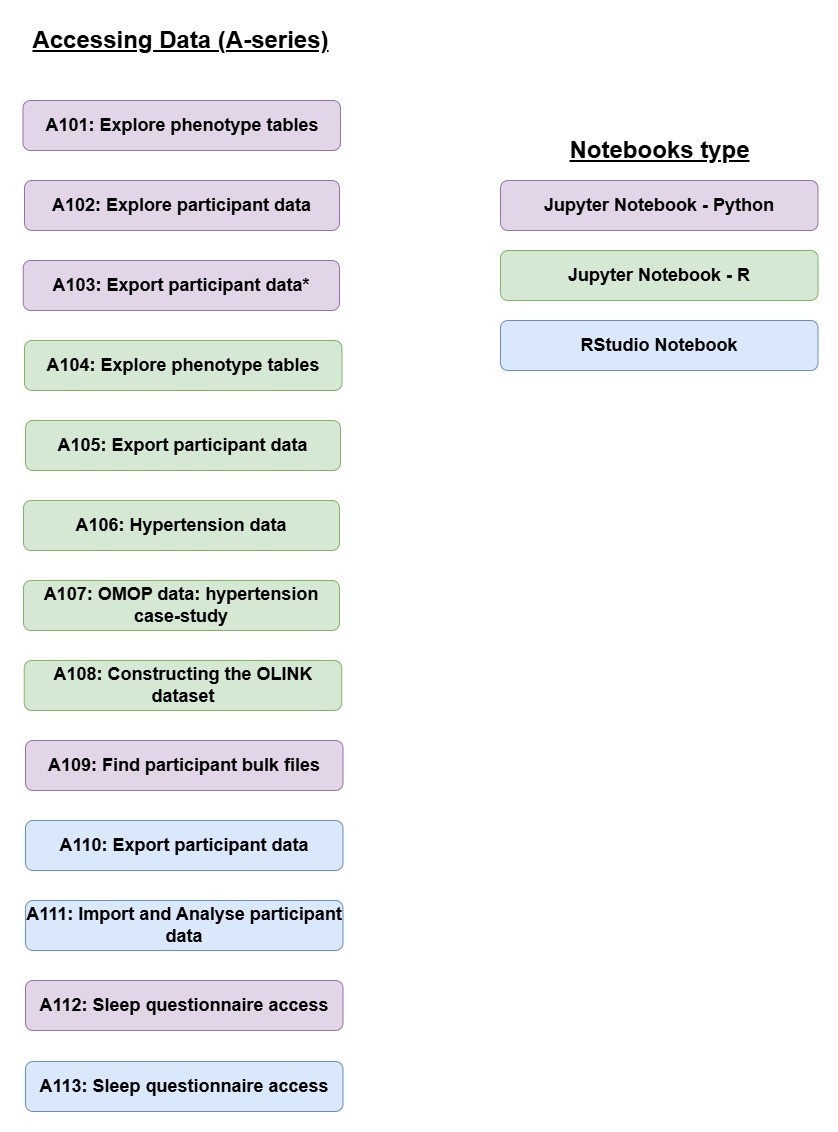 Accessing Data (A-series)
A101: Explore phenotype tables
A102: Explore participant data
A103: Export participant data*
A104: Explore phenotype tables
A105: Export participant data
A106: Hypertension data
A107: OMOP data: hypertension
case-study
A108: Constructing the OLINK
dataset
A109: Find participant bulk files
A110: Export participant data
A111: Import and Analyse participant
data
A112: Sleep questionnaire access
A113: Sleep questionnaire access
Notebooks type
Jupyter Notebook - Python
Jupyter Notebook - R
RStudio Notebook